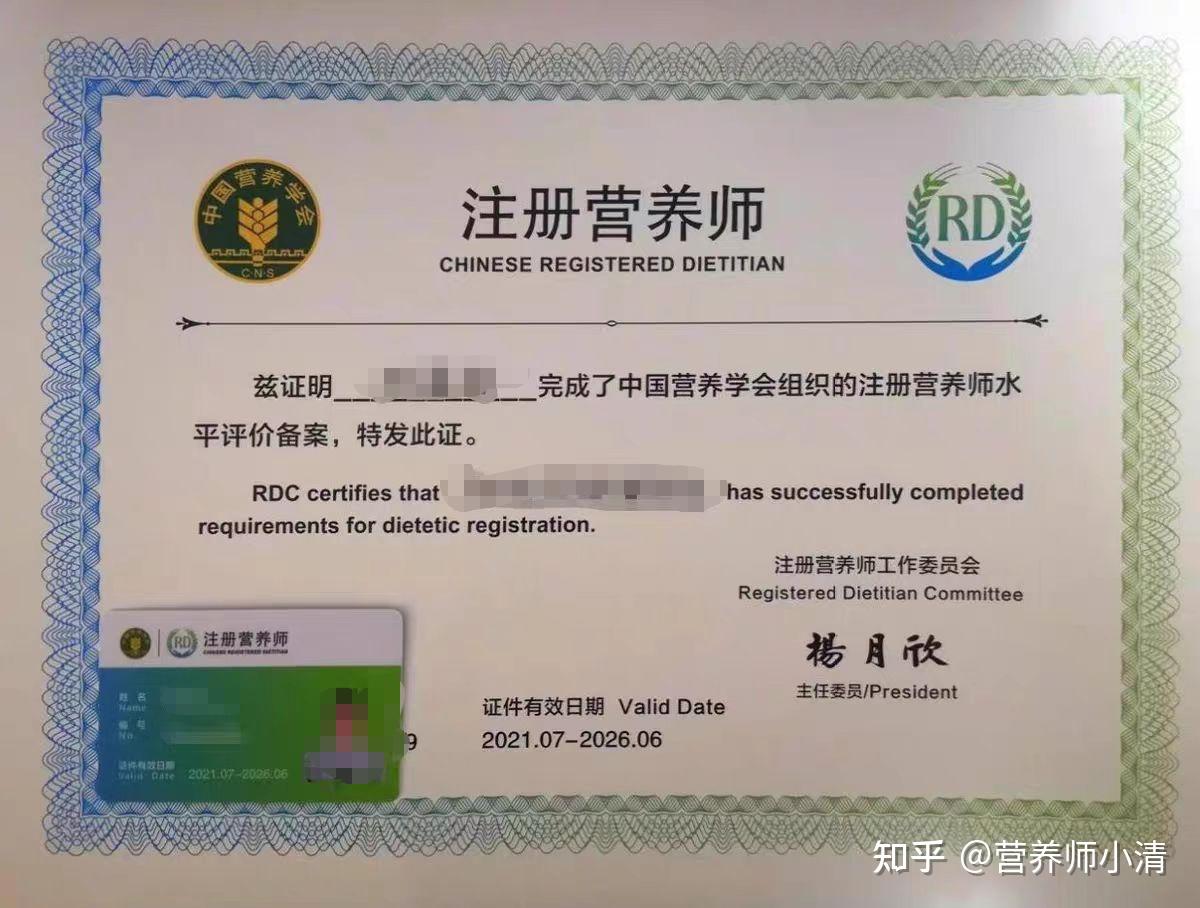 中国营养学会
CNS
注册营养师
CHINESE REGISTERED DIETITIAN
RD
兹证明 完成了中国营养学会组织的注册营养师水
平评价备案，特发此证。
RDC certifies that has successfully completed
requirements for dietetic registration.
注册营养师工作委员会
Registered Dietitian Committee
楊月欣
主任委员/President
证件有效日期 Valid Date
2021.07-2026.06
9
RD
注册营养师
CHINESE REGISTERED DIETITIAN
姓名
Name
编号
No.
证件有效日期
Valid Date 2021.07-2026.06
知乎 @营养师小清